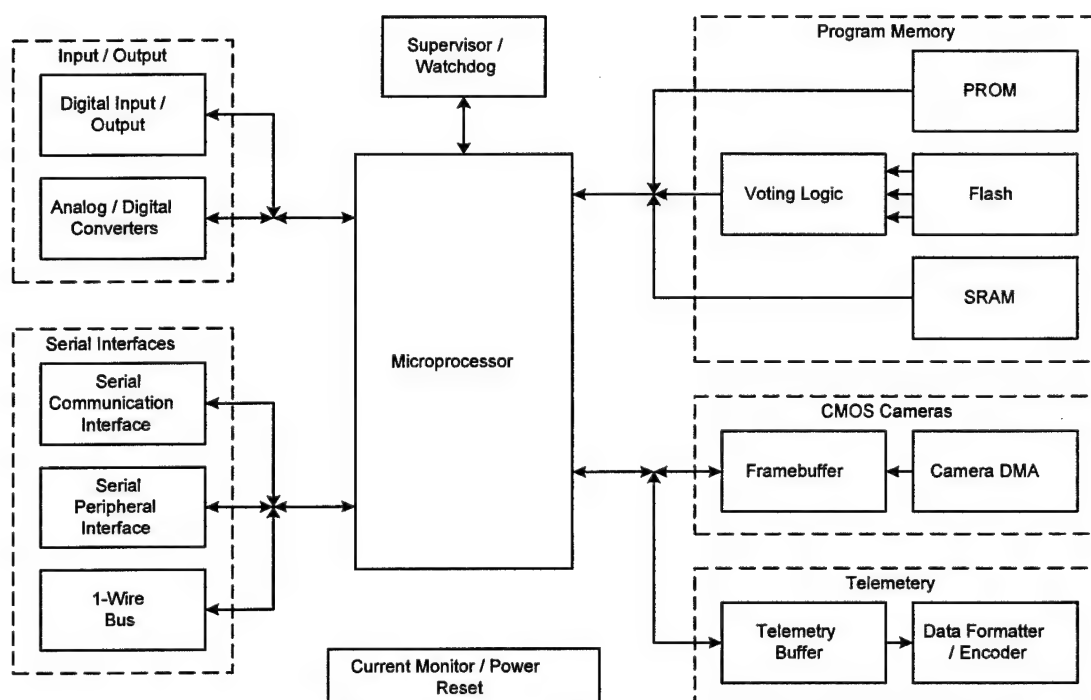 Input / Output
Digital Input /
Output
Analog / Digital
Converters
Serial Interfaces
Serial
Communication
Interface
Serial
Peripheral
Interface
1-Wire
Bus
Supervisor /
Watchdog
Microprocessor
Current Monitor / Power
Reset
Program Memory
PROM
Voting Logic
Flash
SRAM
CMOS Cameras
Framebuffer
Camera DMA
Telemetery
Telemetry
Buffer
Data Formatter
/ Encoder